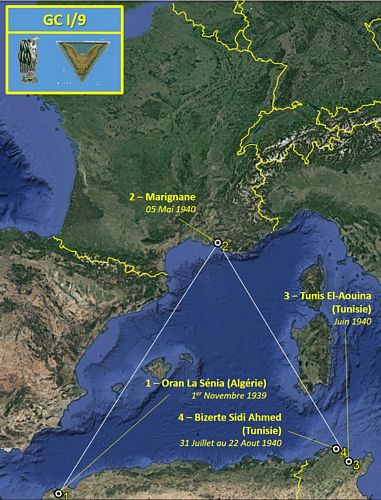 GC I/9
2 – Marignane
05 Mai 1940
2
3 – Tunis El-Aouina
(Tunisie)
Juin 1940
1 – Oran La Sénia (Algérie)
1er Novembre 1939
4 – Bizerte Sidi Ahmed
(Tunisie)
31 Juillet au 22 Aout 1940
4
3
1